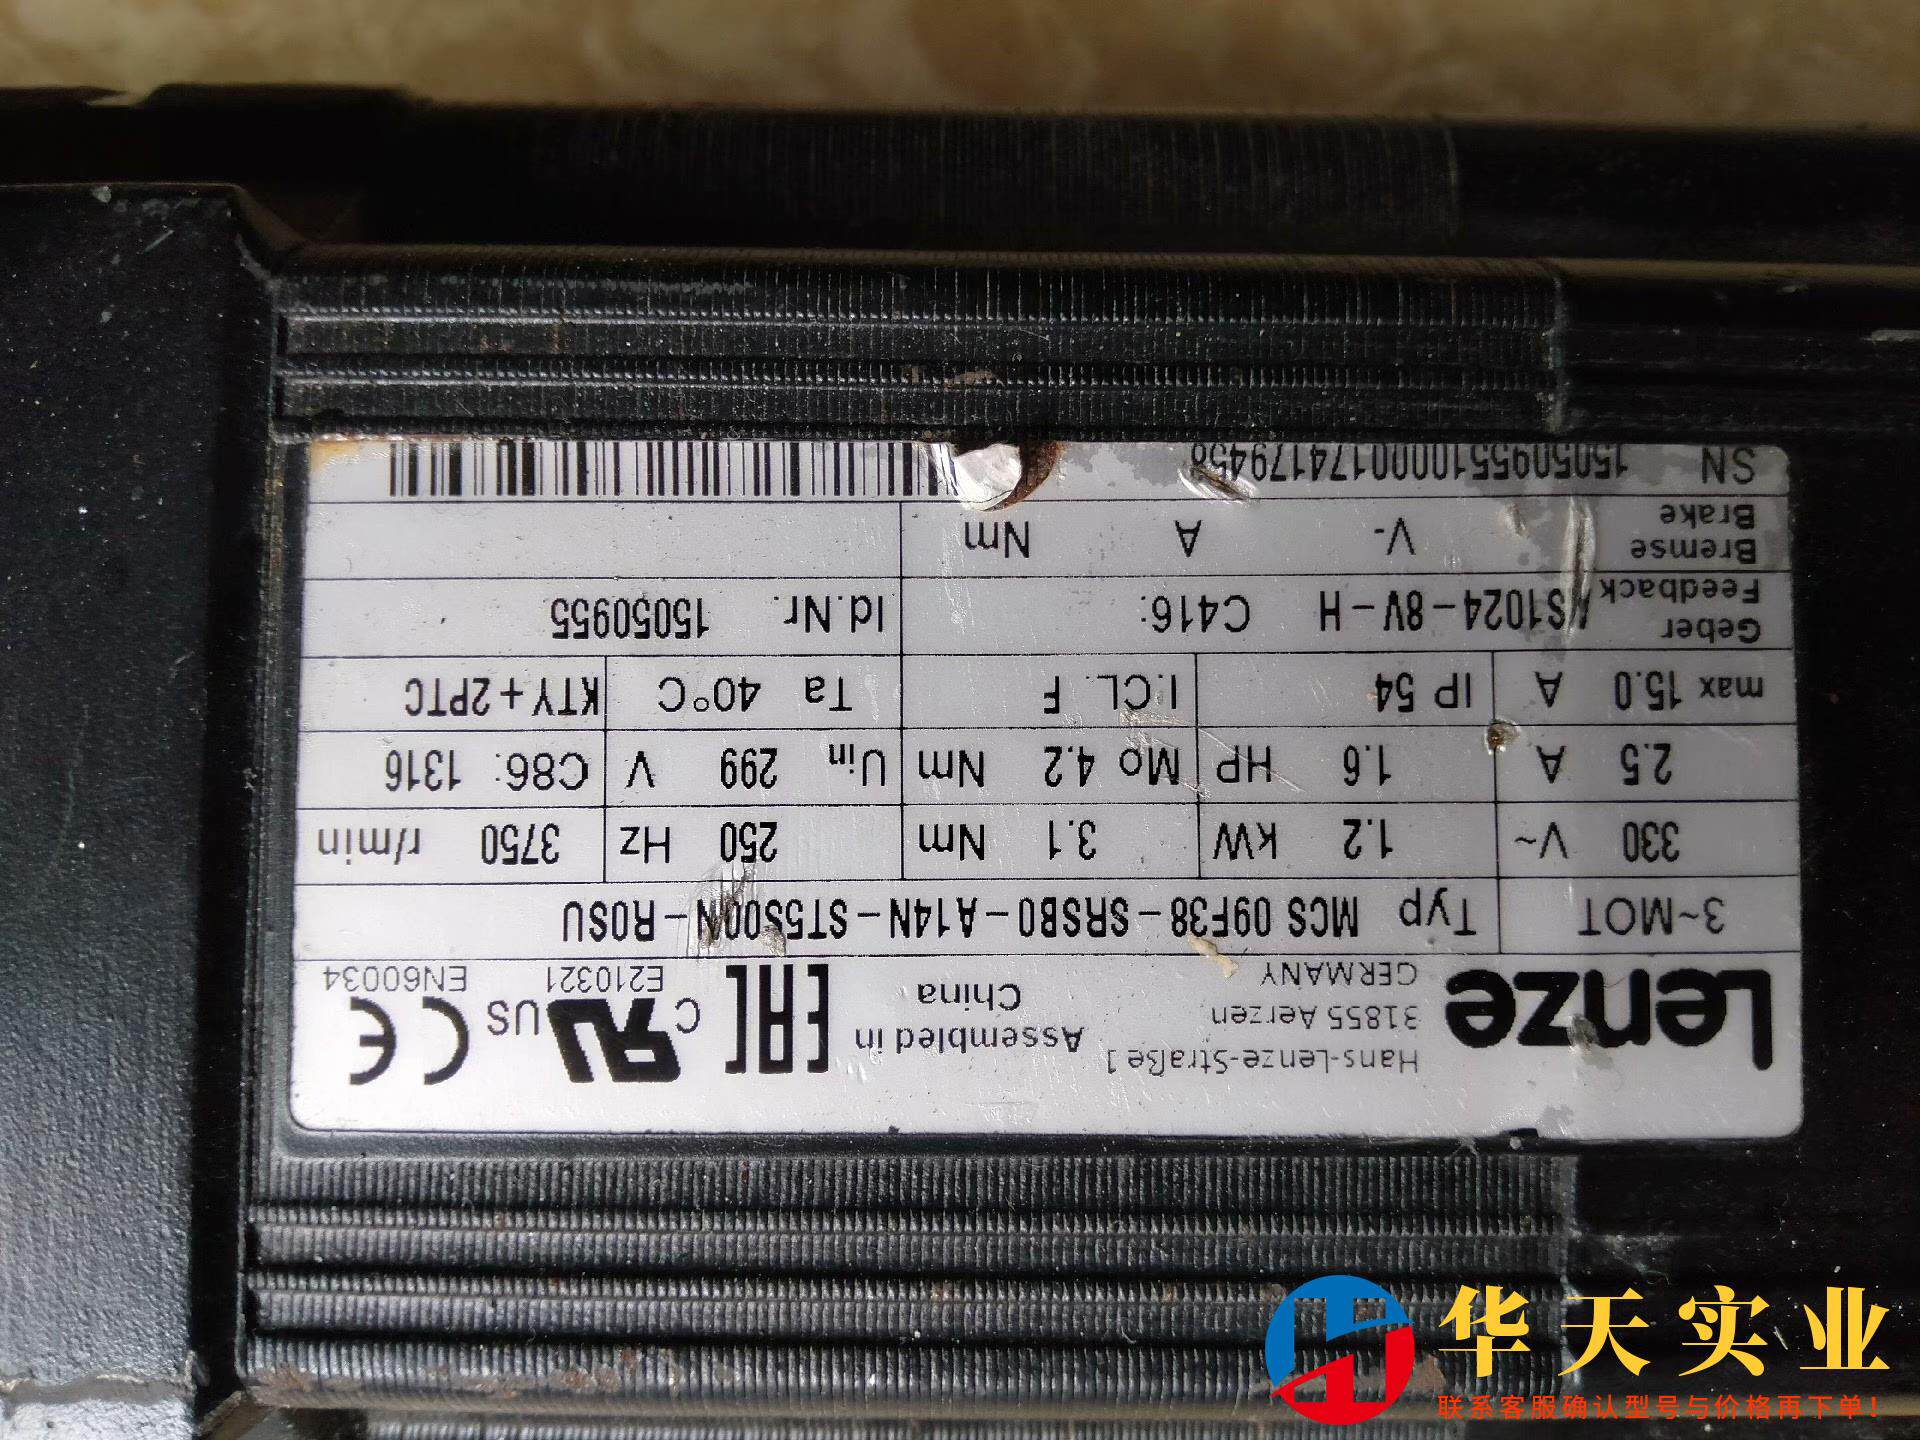 Lenze
Hans-Lenze-Straße 1
31855 Aerzen
GERMANY
Assembled in
China
EAC
C UR US
E210321
CE
EN60034
3~MOT Typ MCS 09F38-SRSB0-A14N-ST5S00N-R0SU
330 V~ 1.2 kW 3.1 Nm 250 Hz 3750 r/min
2.5 A 1.6 HP Mo 4.2 Nm Uin 299 V C86: 1316
max 15.0 A IP 54 I.CL. F Ta 40°C KTY+2PTC
Geber
Feedback
S1024-8V-H C416: Id.Nr. 15050955
Bremse
Brake
V- A Nm
SN 1505095510000174179458
华天实业
联系客服确认型号与价格再下单！